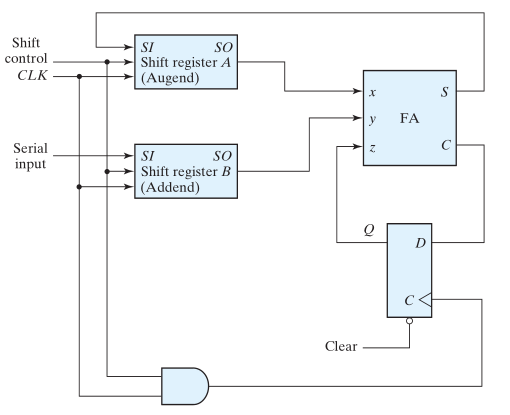 Shift
control
CLK
SI SO
Shift register A
(Augend)
x S
y FA
z C
Serial
input
SI SO
Shift register B
(Addend)
Q
D
C
Clear